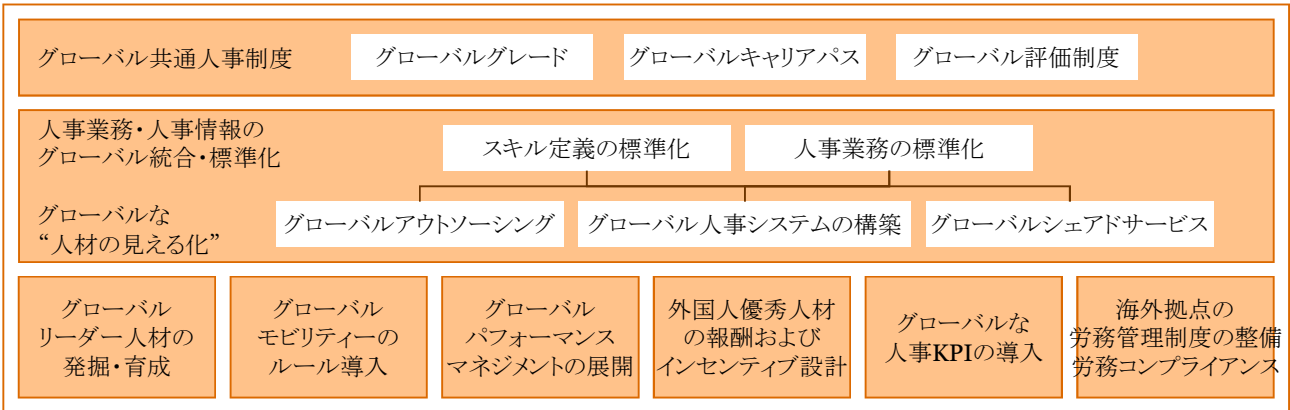 グローバル共通人事制度
グローバルグレード
グローバルキャリアパス
グローバル評価制度
人事業務・人事情報の
グローバル統合・標準化
スキル定義の標準化
人事業務の標準化
グローバルな
“人材の見える化”
グローバルアウトソーシング
グローバル人事システムの構築
グローバルシェアドサービス
グローバル
リーダー人材の
発掘・育成
グローバル
モビリティーの
ルール導入
グローバル
パフォーマンス
マネジメントの展開
外国人優秀人材
の報酬および
インセンティブ設計
グローバルな
人事KPIの導入
海外拠点の
労務管理制度の整備
労務コンプライアンス